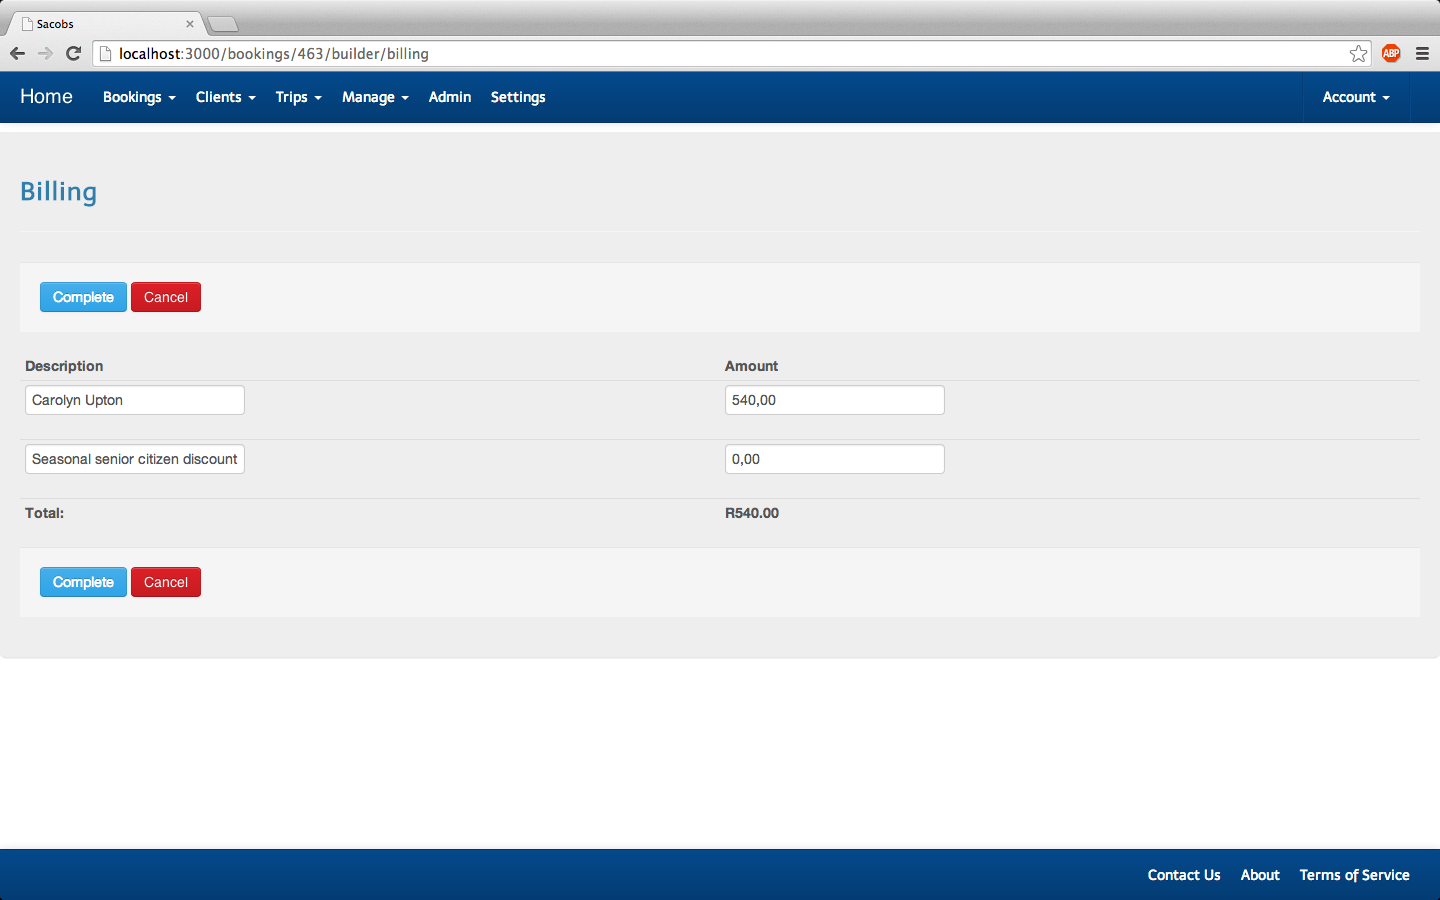 Sacobs
localhost:3000/bookings/463/builder/billing
ABP
Home Bookings Clients Trips Manage Admin Settings Account
Billing
Complete Cancel
Description Amount
Carolyn Upton 540,00
Seasonal senior citizen discount 0,00
Total: R540.00
Complete Cancel
Contact Us About Terms of Service